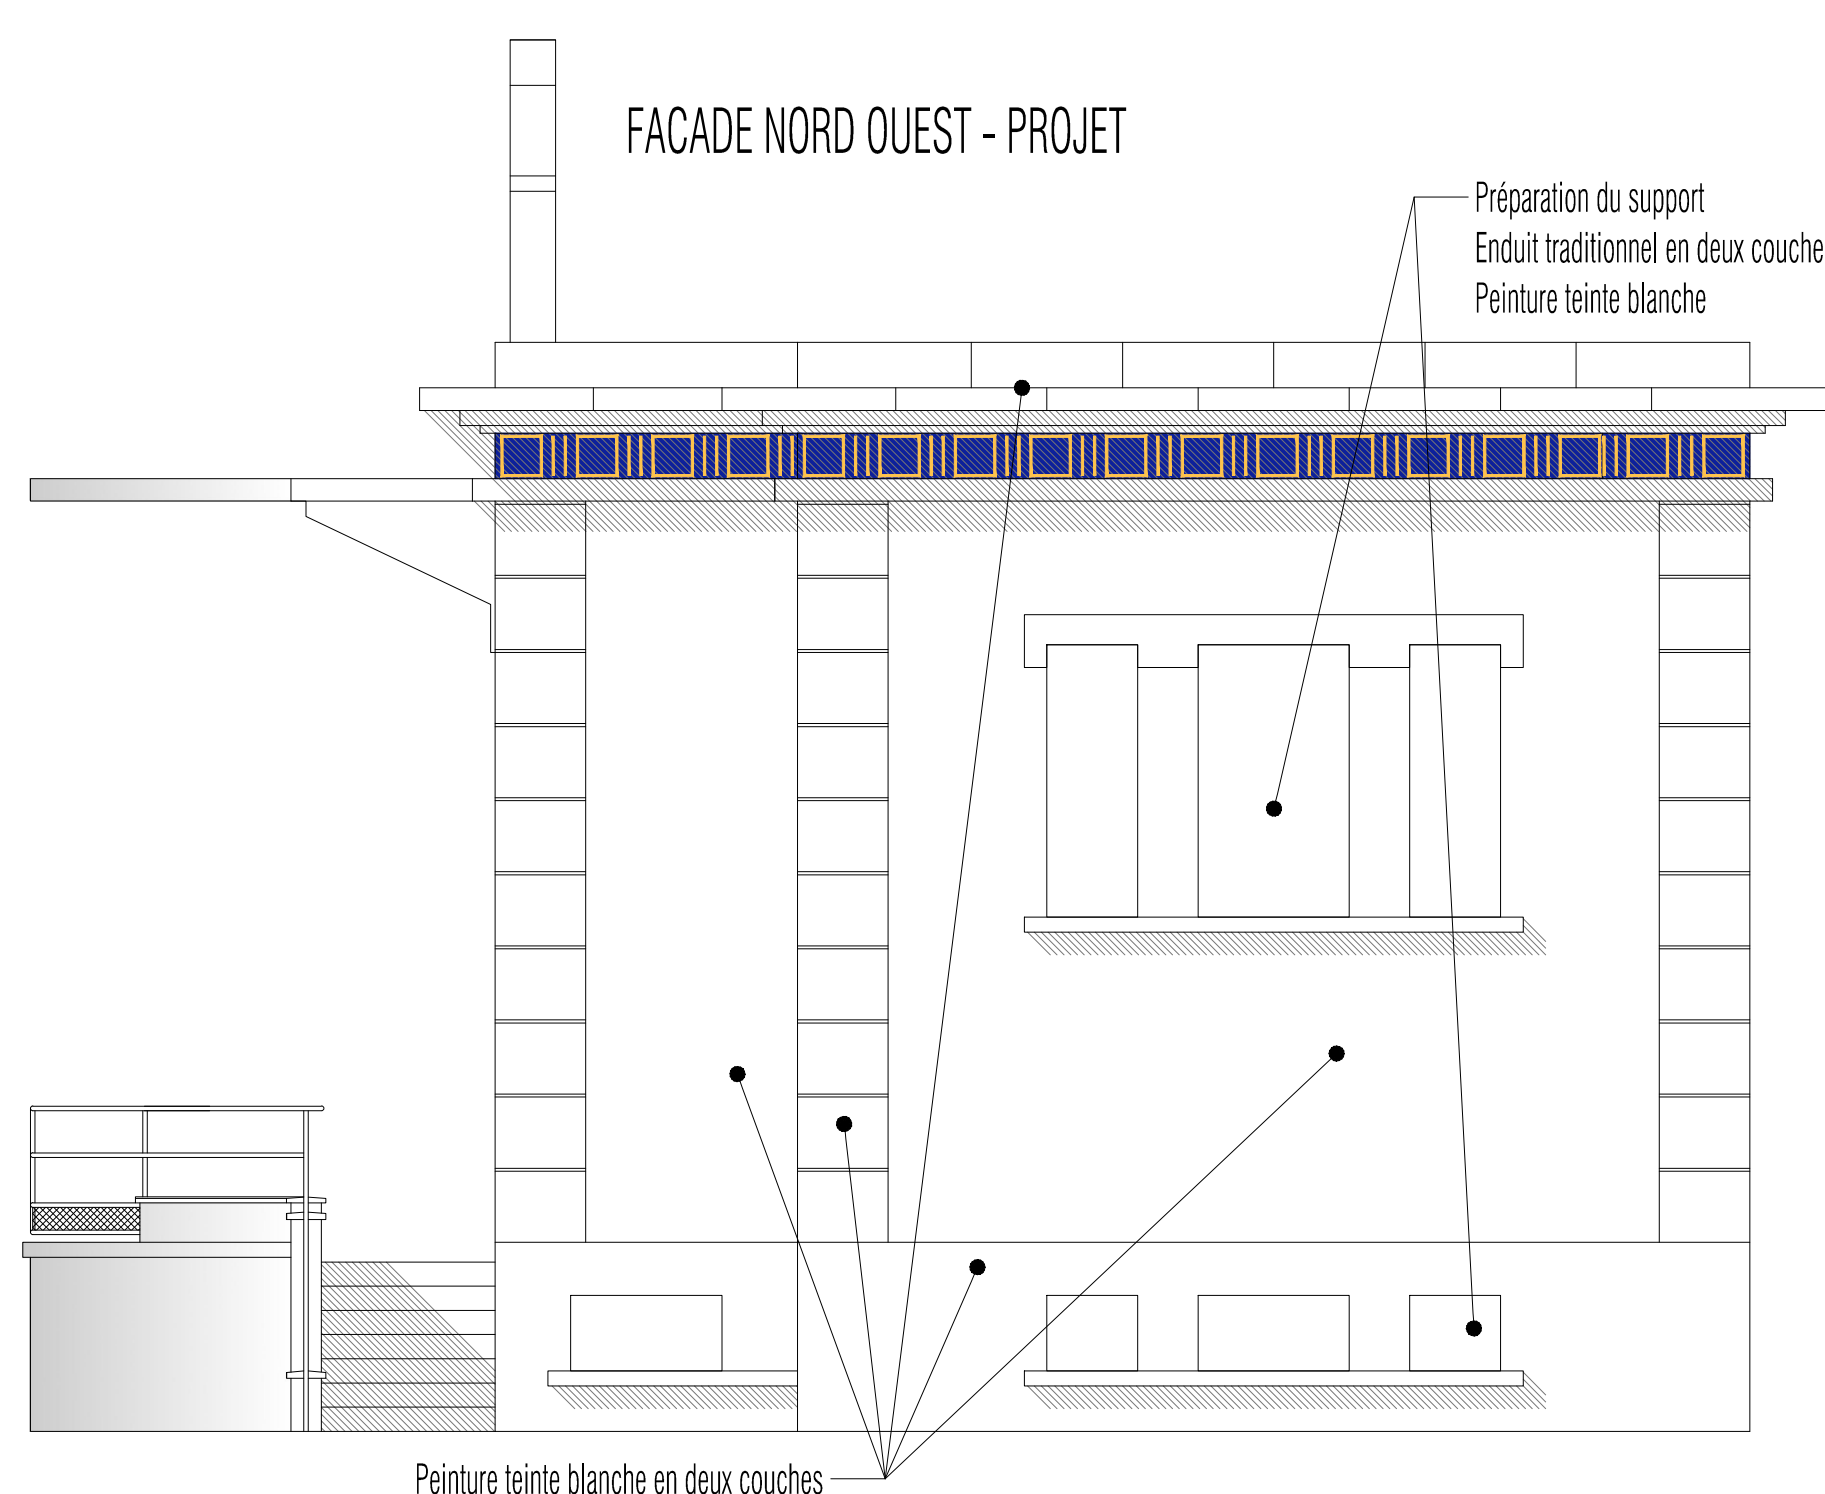 FACADE NORD OUEST - PROJET
Préparation du support
Enduit traditionnel en deux couche
Peinture teinte blanche
Peinture teinte blanche en deux couches